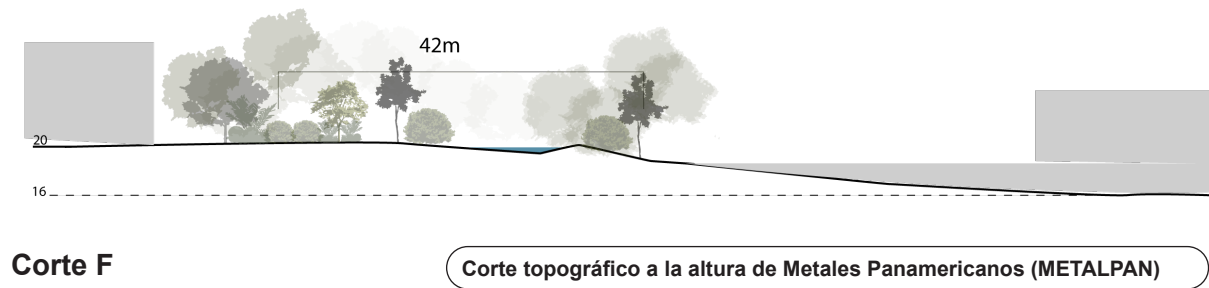 42m
20
16
Corte F
Corte topográfico a la altura de Metales Panamericanos (METALPAN)